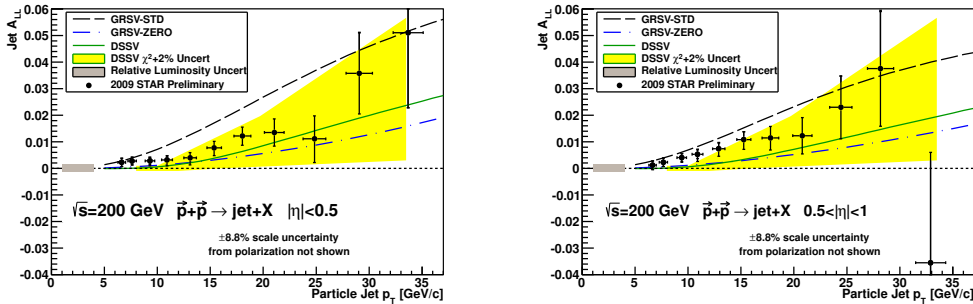 Jet A_LL
0.06
0.05
0.04
0.03
0.02
0.01
0
-0.01
-0.02
-0.03
-0.04
GRSV-STD
GRSV-ZERO
DSSV
DSSV χ²+2% Uncert
Relative Luminosity Uncert
2009 STAR Preliminary
√s=200 GeV p⃗+p⃗ → jet+X |η|<0.5
±8.8% scale uncertainty
from polarization not shown
0 5 10 15 20 25 30 35
Particle Jet p_T [GeV/c]
Jet A_LL
0.06
0.05
0.04
0.03
0.02
0.01
0
-0.01
-0.02
-0.03
-0.04
GRSV-STD
GRSV-ZERO
DSSV
DSSV χ²+2% Uncert
Relative Luminosity Uncert
2009 STAR Preliminary
√s=200 GeV p⃗+p⃗ → jet+X 0.5<|η|<1
±8.8% scale uncertainty
from polarization not shown
0 5 10 15 20 25 30 35
Particle Jet p_T [GeV/c]